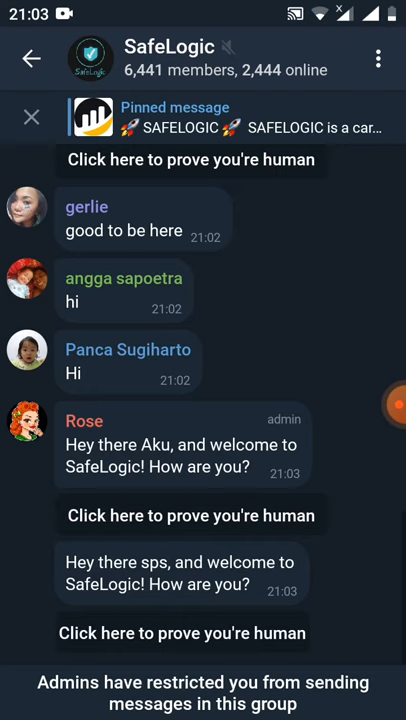 21:03
SafeLogic
6,441 members, 2,444 online
SafeLogic
Pinned message
🚀 SAFELOGIC 🚀 SAFELOGIC is a car...
Click here to prove you're human
gerlie
good to be here 21:02
angga sapoetra
hi 21:02
Panca Sugiharto
Hi 21:02
Rose admin
Hey there Aku, and welcome to
SafeLogic! How are you? 21:03
Click here to prove you're human
Hey there sps, and welcome to
SafeLogic! How are you? 21:03
Click here to prove you're human
Admins have restricted you from sending
messages in this group